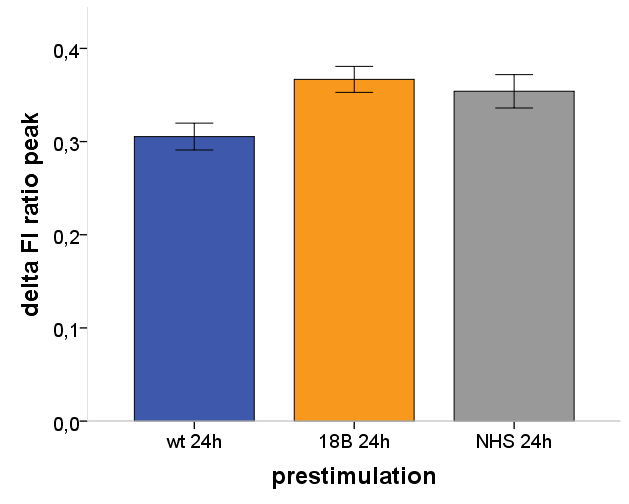 delta FI ratio peak
0,4
0,3
0,2
0,1
0,0
wt 24h 18B 24h NHS 24h
prestimulation